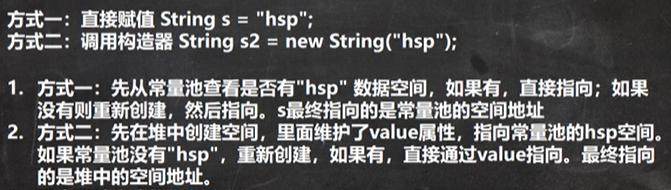 方式一：直接赋值 String s = "hsp";
方式二：调用构造器 String s2 = new String("hsp");
1. 方式一：先从常量池查看是否有"hsp" 数据空间，如果有，直接指向；如果
没有则重新创建，然后指向。s最终指向的是常量池的空间地址
2. 方式二：先在堆中创建空间，里面维护了value属性，指向常量池的hsp空间。
如果常量池没有"hsp"，重新创建，如果有，直接通过value指向。最终指向
的是堆中的空间地址。